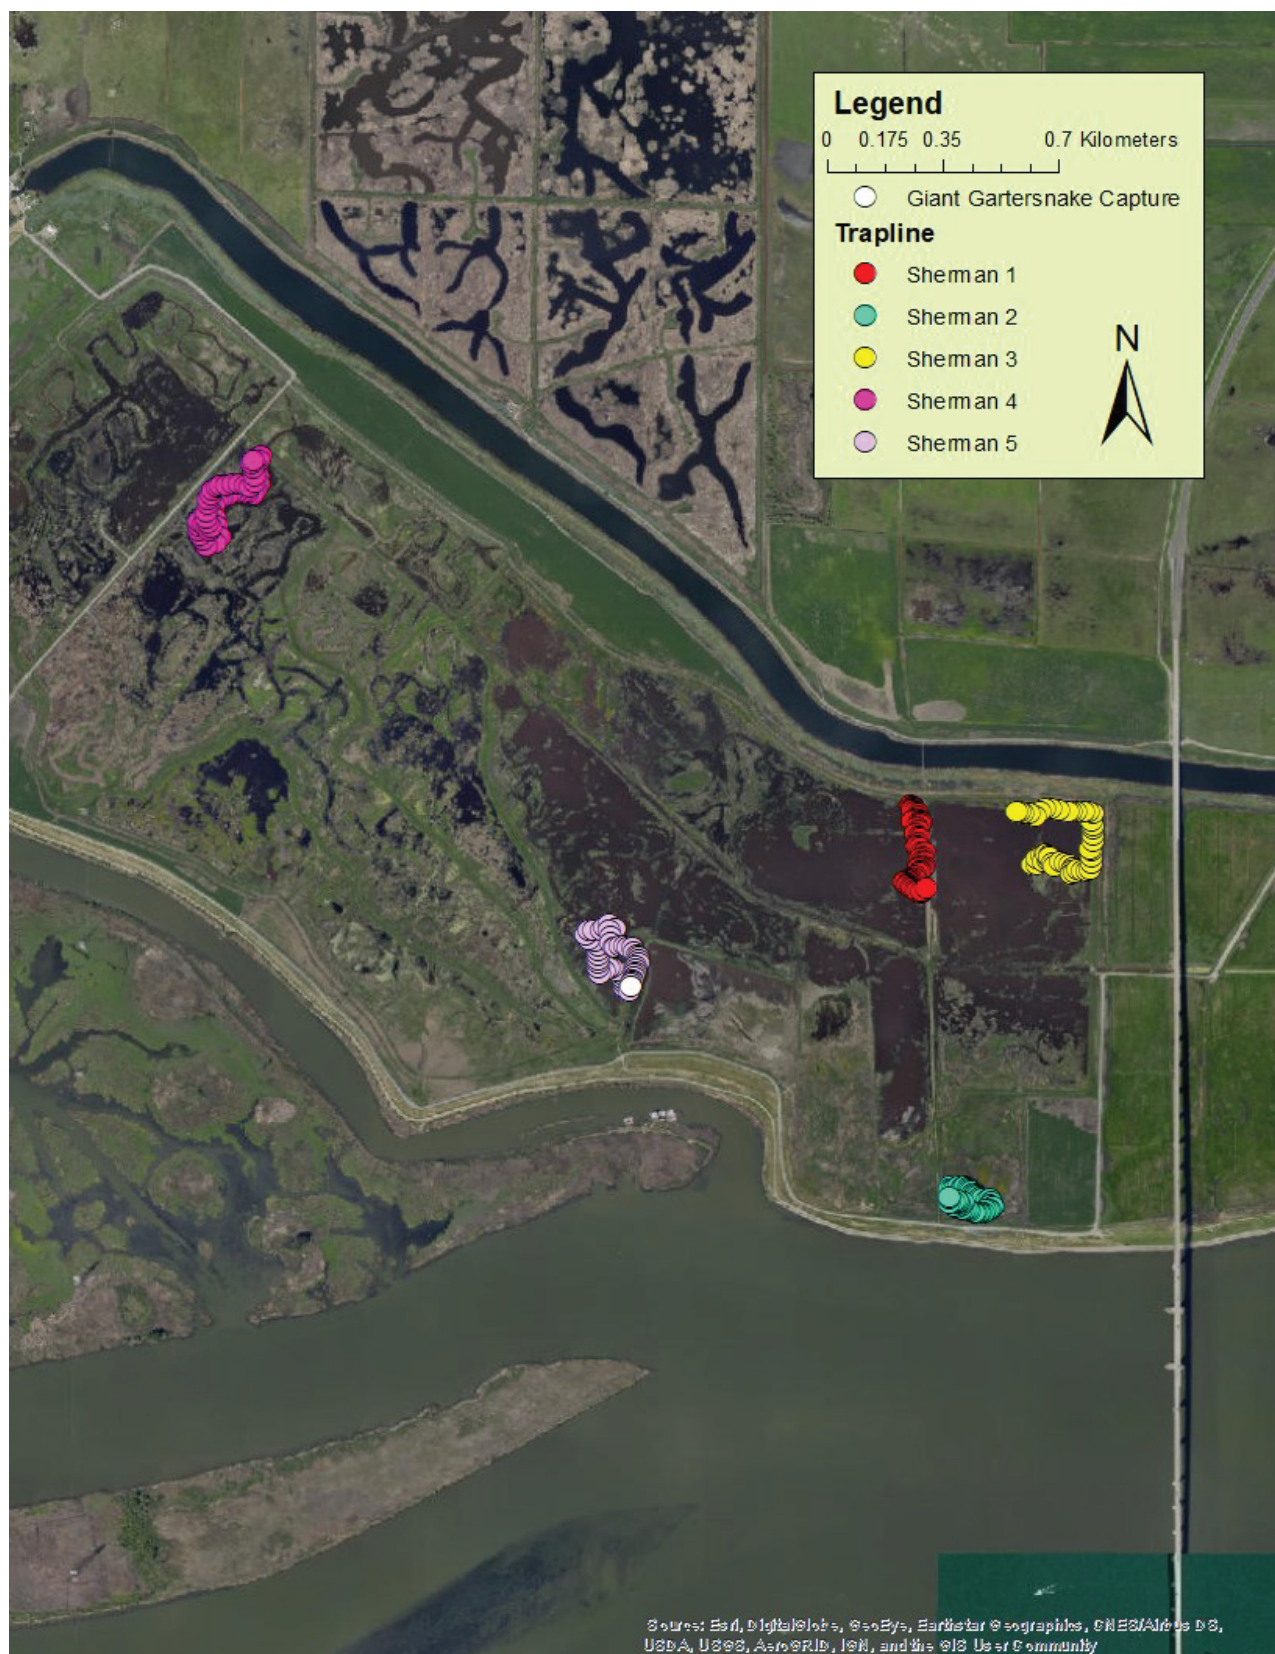 Legend
0 0.175 0.35 0.7 Kilometers
Giant Gartersnake Capture
Trapline
Sherman 1
Sherman 2
Sherman 3
Sherman 4
Sherman 5
N
Source: Esri, DigitalGlobe, GeoEye, Earthstar Geographics, CNES/Airbus DS,
USDA, USGS, AeroGRID, IGN, and the GIS User Community